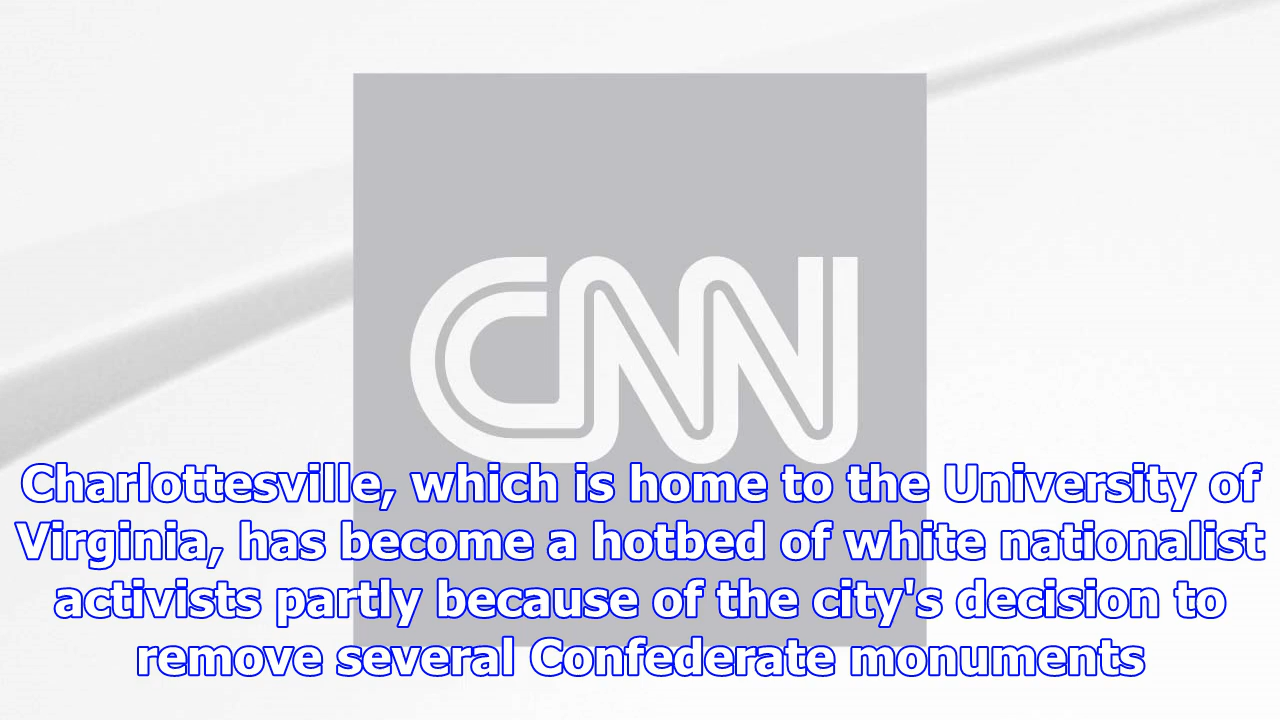 CNN
Charlottesville, which is home to the University of
Virginia, has become a hotbed of white nationalist
activists partly because of the city's decision to
remove several Confederate monuments